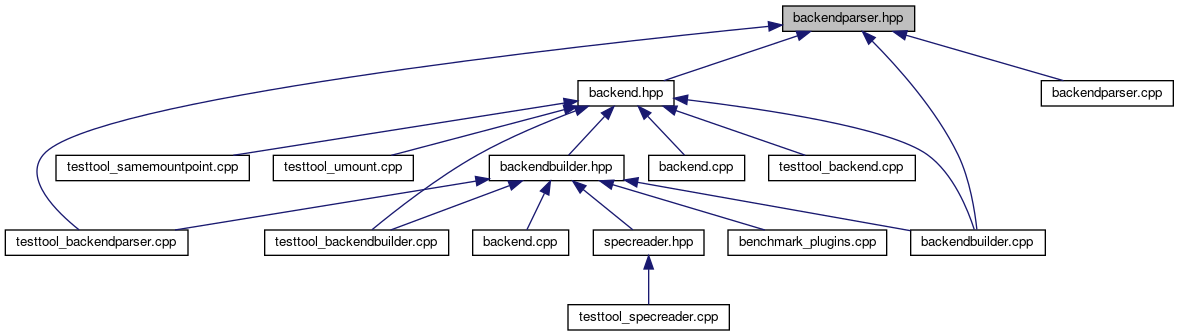 backendparser.hpp
backend.hpp
backendparser.cpp
testtool_samemountpoint.cpp
testtool_umount.cpp
backendbuilder.hpp
backend.cpp
testtool_backend.cpp
testtool_backendparser.cpp
testtool_backendbuilder.cpp
backend.cpp
specreader.hpp
benchmark_plugins.cpp
backendbuilder.cpp
testtool_specreader.cpp